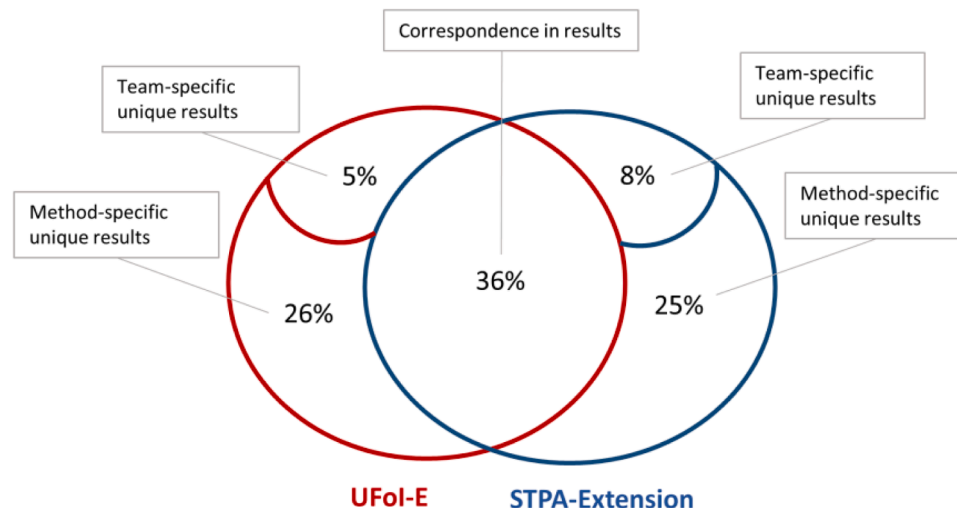 Correspondence in results
Team-specific
unique results
Team-specific
unique results
5%
8%
Method-specific
unique results
Method-specific
unique results
36%
26%
25%
UFoI-E
STPA-Extension